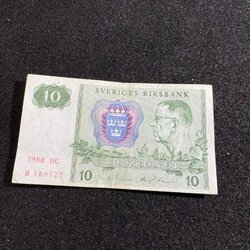 SVERIGES RIKSBANK
10
1988 BC
B 189127
TIO KRONOR
10
10